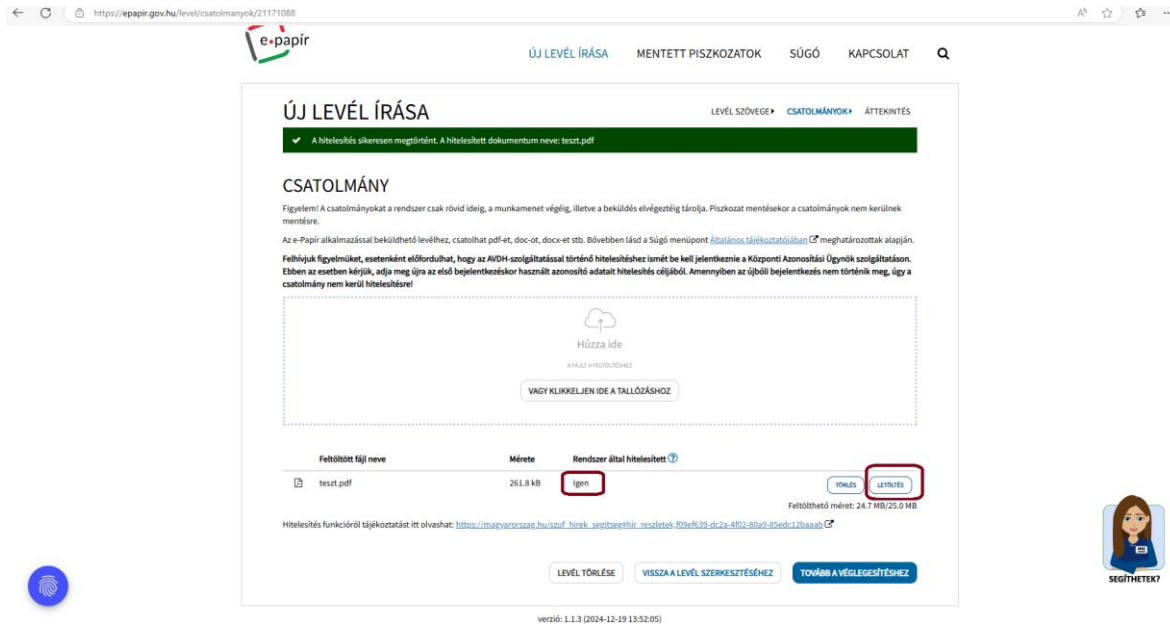 https://epapir.gov.hu/level/csatolmanyok/21171088
e-papír
ÚJ LEVÉL ÍRÁSA MENTETT PISZKOZATOK SÚGÓ KAPCSOLAT
ÚJ LEVÉL ÍRÁSA
LEVÉL SZÖVEGE CSATOLMÁNYOK ÁTTEKINTÉS
A hitelesítés sikeresen megtörtént. A hitelesített dokumentum neve: teszt.pdf
CSATOLMÁNY
Figyelem! A csatolmányokat a rendszer csak rövid ideig, a munkamenet végéig, illetve a beküldés elvégeztéig tárolja. Piszkozat mentésekor a csatolmányok nem kerülnek
mentésre.
Az e-Papír alkalmazással beküldhető levélhez, csatolhat pdf-et, doc-ot, docx-et stb. Bővebben lásd a Súgó menüpont Általános tájékoztatójában meghatározottak alapján.
Felhívjuk figyelmüket, esetenként előfordulhat, hogy az AVDH-szolgáltatással történő hitelesítéshez ismét be kell jelentkeznie a Központi Azonosítási Ügynök szolgáltatáson.
Ebben az esetben kérjük, adja meg újra az első bejelentkezéskor használt azonosító adatait hitelesítés céljából. Amennyiben az újbóli bejelentkezés nem történik meg, úgy a
csatolmány nem kerül hitelesítésre!
Húzza ide
A FÁJLT A FELTÖLTÉSHEZ
VAGY KLIKKELJEN IDE A TALLÓZÁSHOZ
Feltöltött fájl neve Mérete Rendszer által hitelesített
teszt.pdf 261.8 kB Igen TÖRLÉS LETÖLTÉS
Feltölthető méret: 24.7 MB/25.0 MB
Hitelesítés funkcióról tájékoztatást itt olvashat: https://magyarorszag.hu/szuf_hirek_segitseg#hir_reszletek,f09ef639-dc2a-4f02-80a9-85edc12baaab
LEVÉL TÖRLÉSE VISSZA A LEVÉL SZERKESZTÉSÉHEZ TOVÁBB A VÉGLEGESÍTÉSHEZ
SEGÍTHETEK?
verzió: 1.1.3 (2024-12-19 13:52:05)